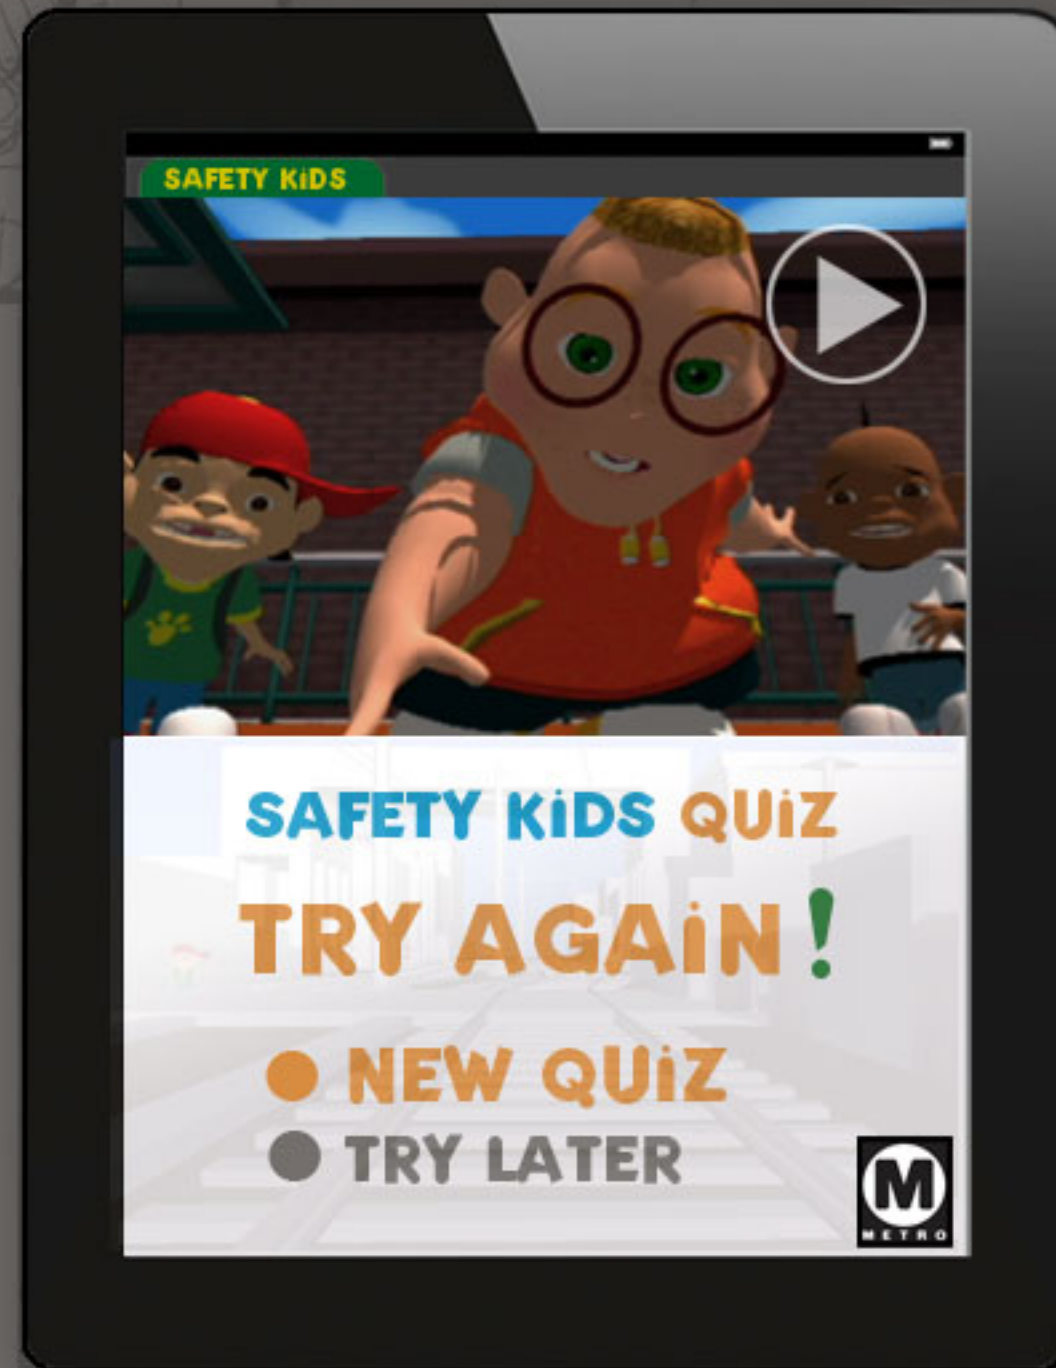 SAFETY KiDS
SAFETY KiDS QUiZ
TRY AGAiN!
NEW QUiZ
TRY LATER
M
METRO